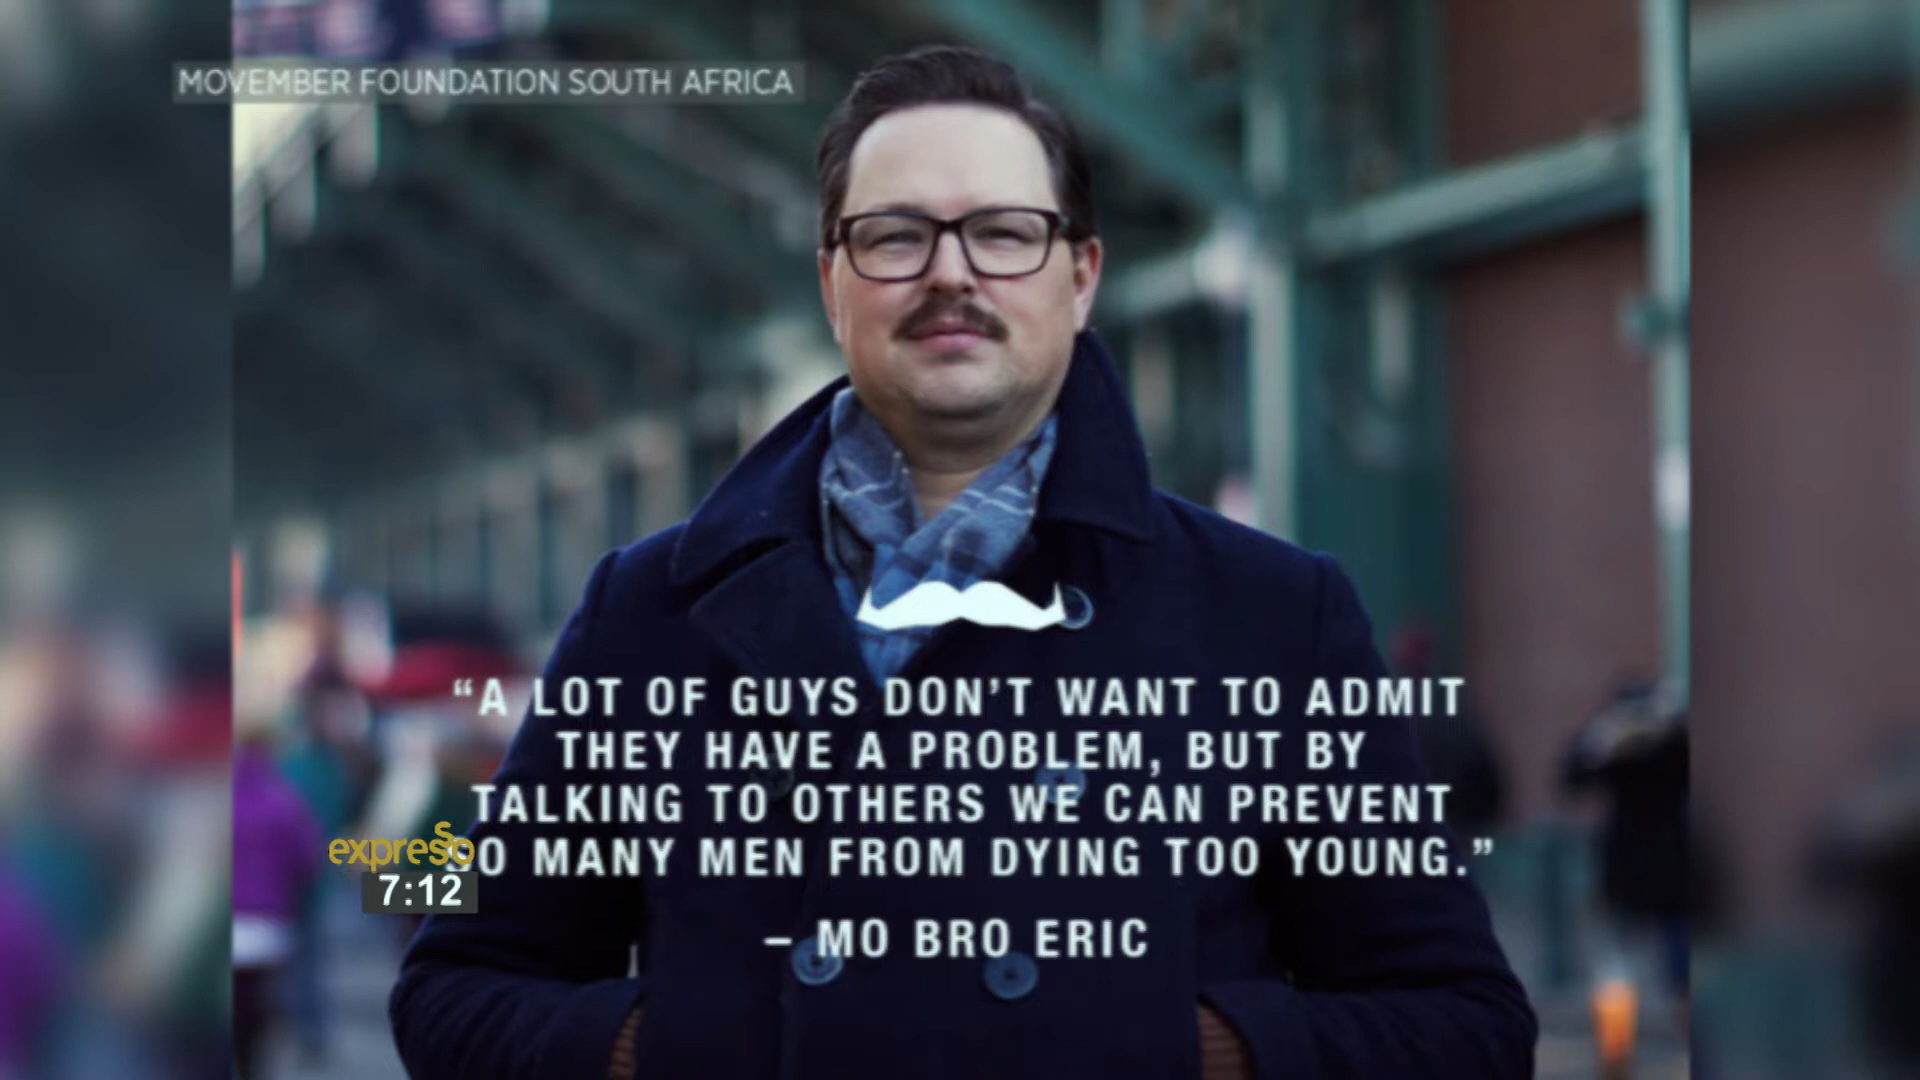 MOVEMBER FOUNDATION SOUTH AFRICA
“A LOT OF GUYS DON’T WANT TO ADMIT
THEY HAVE A PROBLEM, BUT BY
TALKING TO OTHERS WE CAN PREVENT
SO MANY MEN FROM DYING TOO YOUNG.”
– MO BRO ERIC
expresso
7:12